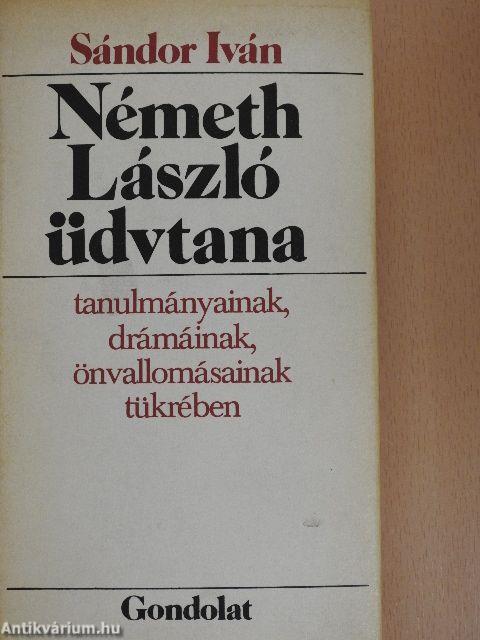 Sándor Iván
Németh
László
üdvtana
tanulmányainak,
drámáinak,
önvallomásainak
tükrében
Gondolat
Antikvárium.hu